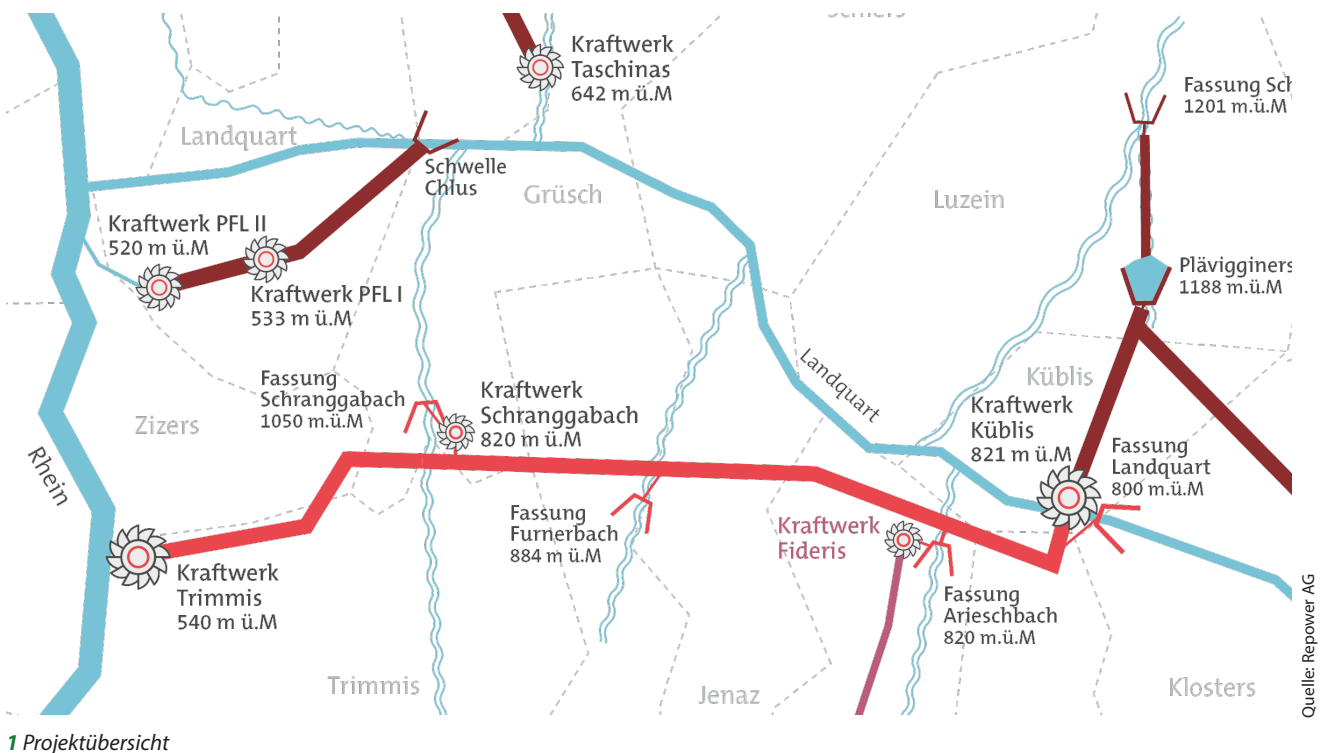 Kraftwerk
Taschinas
642 m ü.M
Fassung Sch
1201 m.ü.M
Landquart
Schwelle
Chlus
Grüsch
Luzein
Kraftwerk PFL II
520 m ü.M
Kraftwerk PFL I
533 m ü.M
Plävigginers
1188 m.ü.M
Landquart
Küblis
Fassung
Schranggabach
1050 m.ü.M
Kraftwerk
Schranggabach
820 m ü.M
Zizers
Kraftwerk
Küblis
821 m ü.M
Fassung
Landquart
800 m.ü.M
Rhein
Fassung
Furnerbach
884 m ü.M
Kraftwerk
Fideris
Kraftwerk
Trimmis
540 m ü.M
Fassung
Arieschbach
820 m.ü.M
Trimmis
Jenaz
Klosters
Quelle: Repower AG
1 Projektübersicht